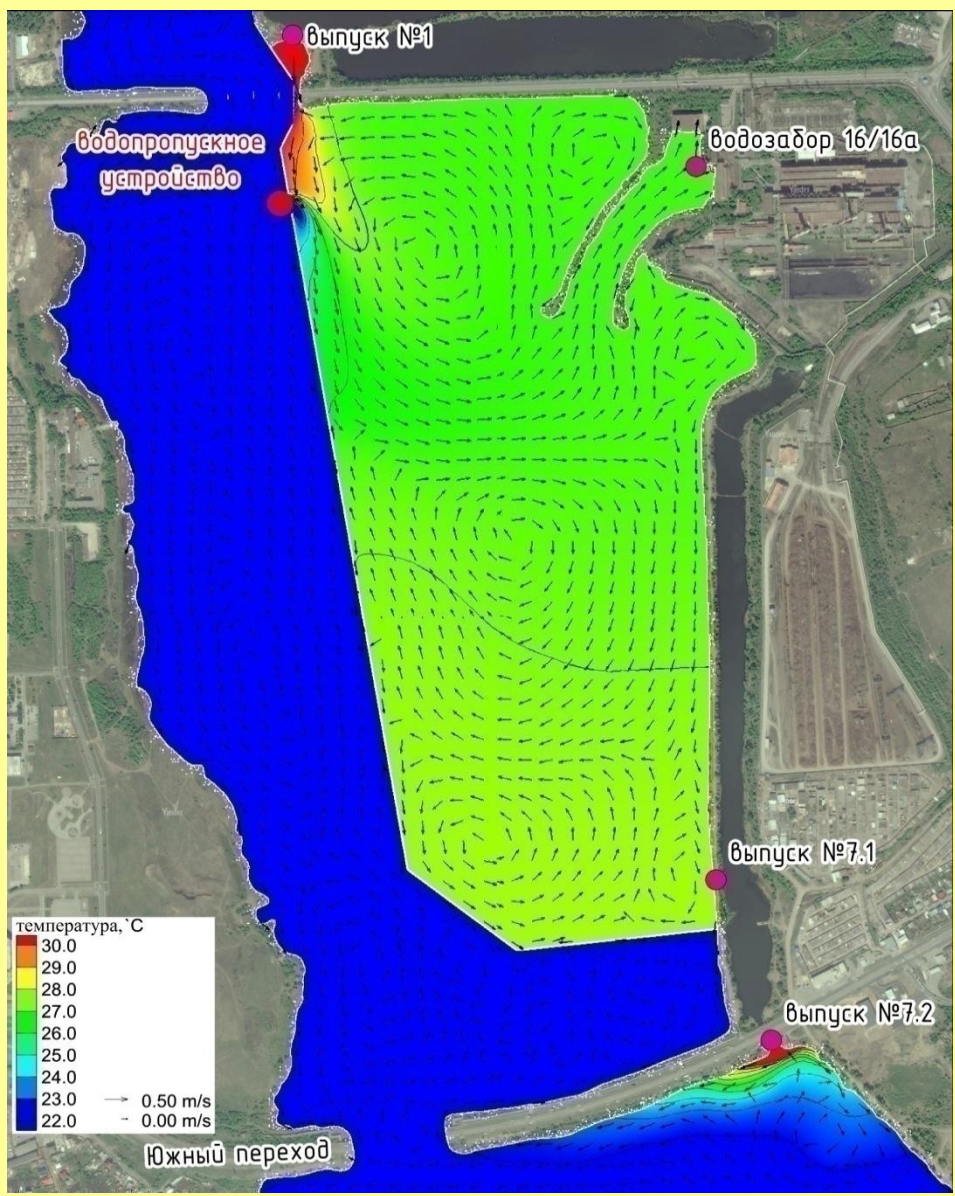 выпуск №1
водопропускное
устройство
водозабор 16/16а
Yandex
выпуск №7.1
температура,`С
30.0
29.0
28.0
27.0
26.0
25.0
24.0
23.0
22.0
0.50 m/s
0.00 m/s
выпуск №7.2
Южный переход